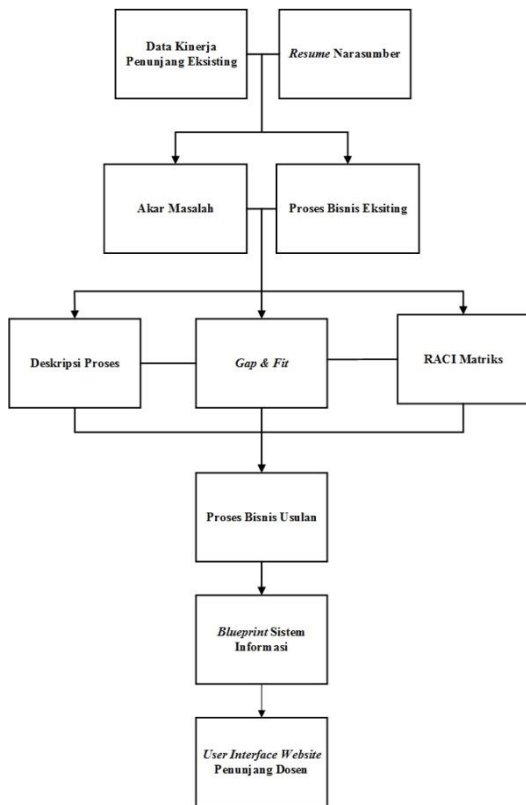 Data Kinerja
Penunjang Eksisting
Resume Narasumber
Akar Masalah
Proses Bisnis Eksiting
Deskripsi Proses
Gap & Fit
RACI Matriks
Proses Bisnis Usulan
Blueprint Sistem
Informasi
User Interface Website
Penunjang Dosen